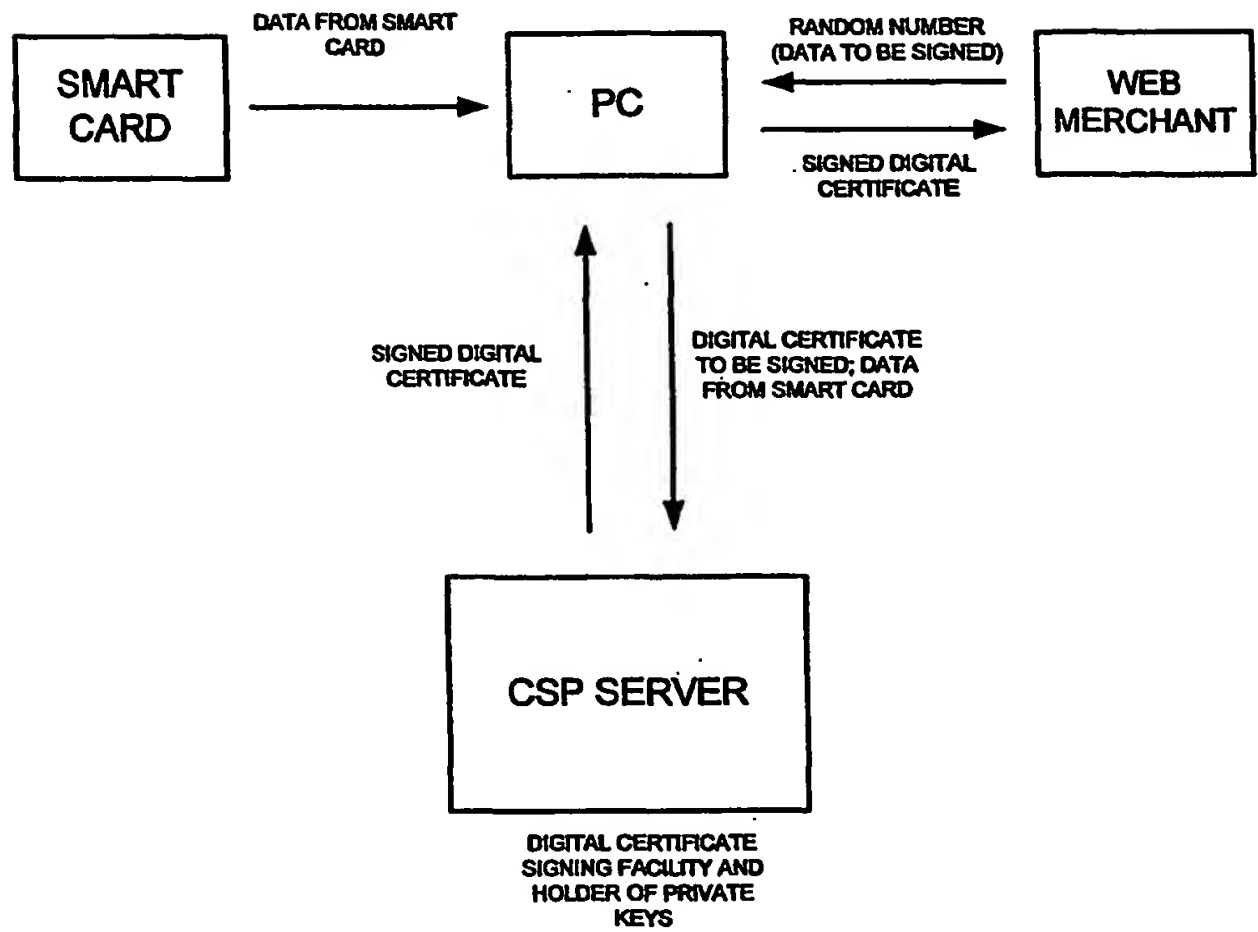 DATA FROM SMART
CARD
SMART
CARD
PC
RANDOM NUMBER
(DATA TO BE SIGNED)
WEB
MERCHANT
SIGNED DIGITAL
CERTIFICATE
SIGNED DIGITAL
CERTIFICATE
DIGITAL CERTIFICATE
TO BE SIGNED; DATA
FROM SMART CARD
CSP SERVER
DIGITAL CERTIFICATE
SIGNING FACILITY AND
HOLDER OF PRIVATE
KEYS